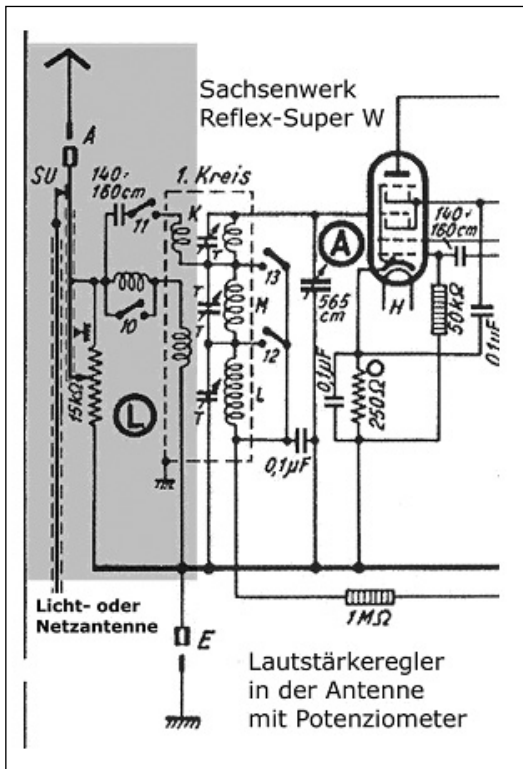 Sachsenwerk
Reflex-Super W
A
SU
140÷
160cm
11
1. Kreis
K
T
13
A
140÷
160cm
10
T
M
565
cm
H
50kΩ
0,1µF
T
12
15kΩ
L
T
L
0,1µF
0,1µF
250Ω
Licht- oder
Netzantenne
E
1MΩ
Lautstärkeregler
in der Antenne
mit Potenziometer